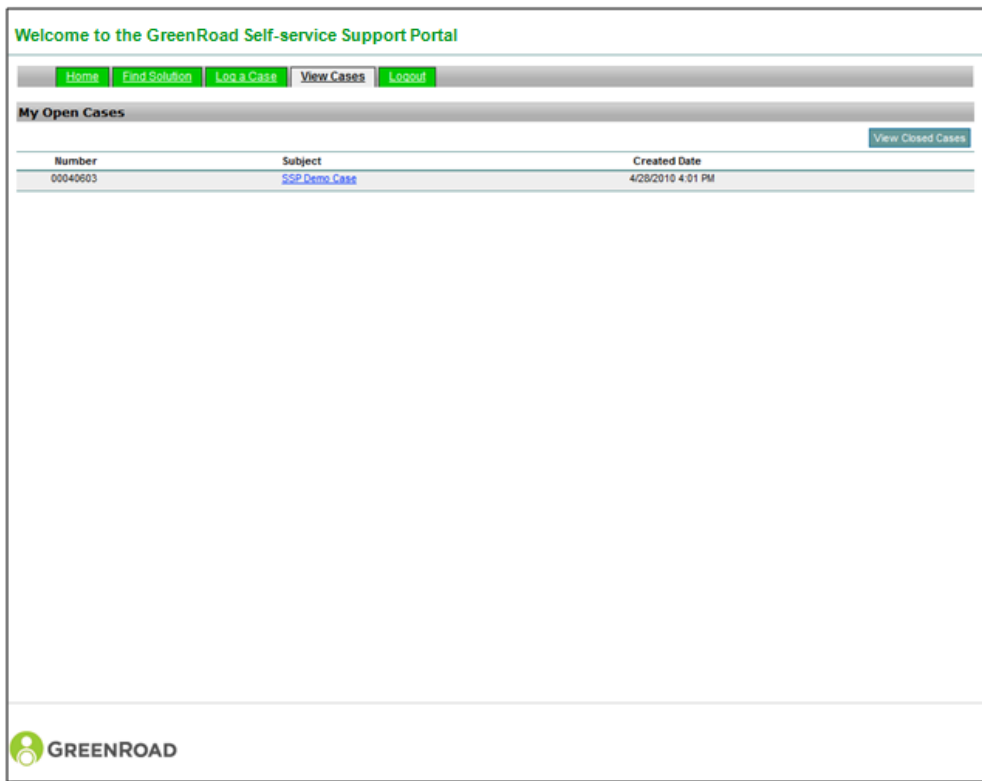 Welcome to the GreenRoad Self-service Support Portal
Home Find Solution Log a Case View Cases Logout
My Open Cases
View Closed Cases
Number Subject Created Date
00040603 SSP Demo Case 4/28/2010 4:01 PM
GREENROAD